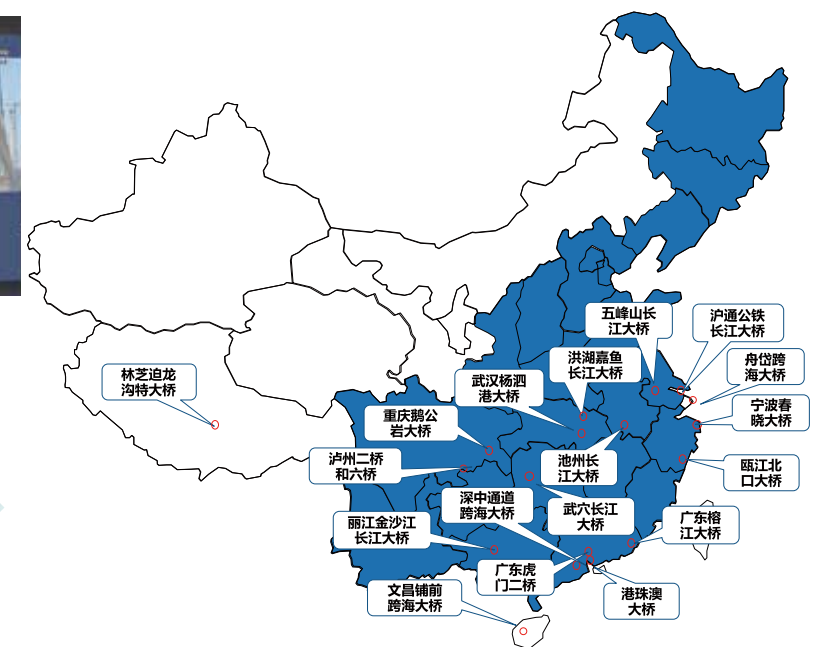 五峰山长
江大桥
沪通公铁
长江大桥
洪湖嘉鱼
长江大桥
舟岱跨
海大桥
林芝迫龙
沟特大桥
武汉杨泗
港大桥
宁波春
晓大桥
重庆鹅公
岩大桥
泸州二桥
和六桥
池州长
江大桥
瓯江北
口大桥
深中通道
跨海大桥
武穴长江
大桥
广东榕
江大桥
丽江金沙江
长江大桥
广东虎
门二桥
文昌铺前
跨海大桥
港珠澳
大桥